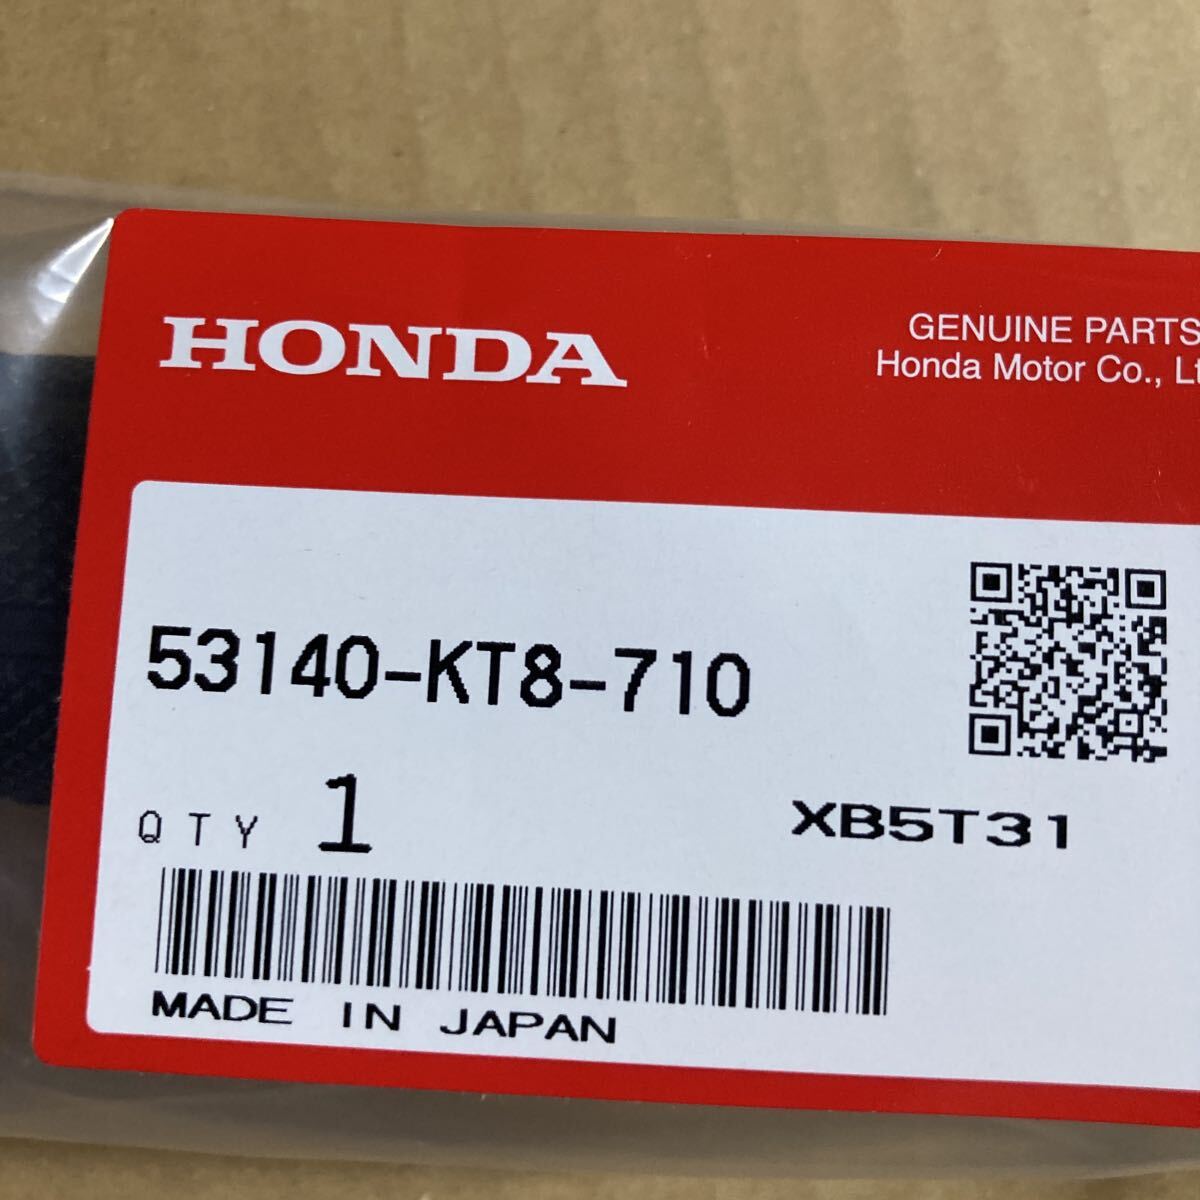 HONDA
GENUINE PARTS
Honda Motor Co., Lt
53140-KT8-710
QTY 1
XB5T31
MADE IN JAPAN